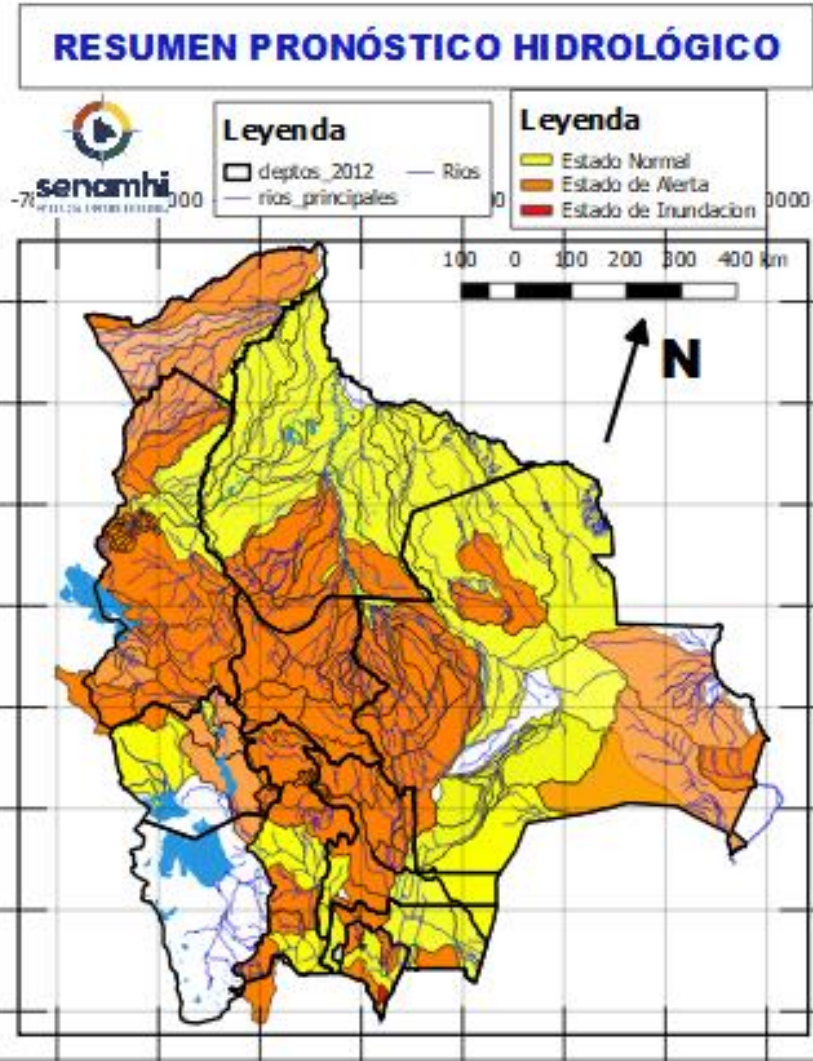 RESUMEN PRONÓSTICO HIDROLÓGICO
senamhi
Leyenda
deptos_2012
Rios
rios_principales
Leyenda
Estado Normal
Estado de Alerta
Estado de Inundacion
100 0 100 200 300 400 km
N